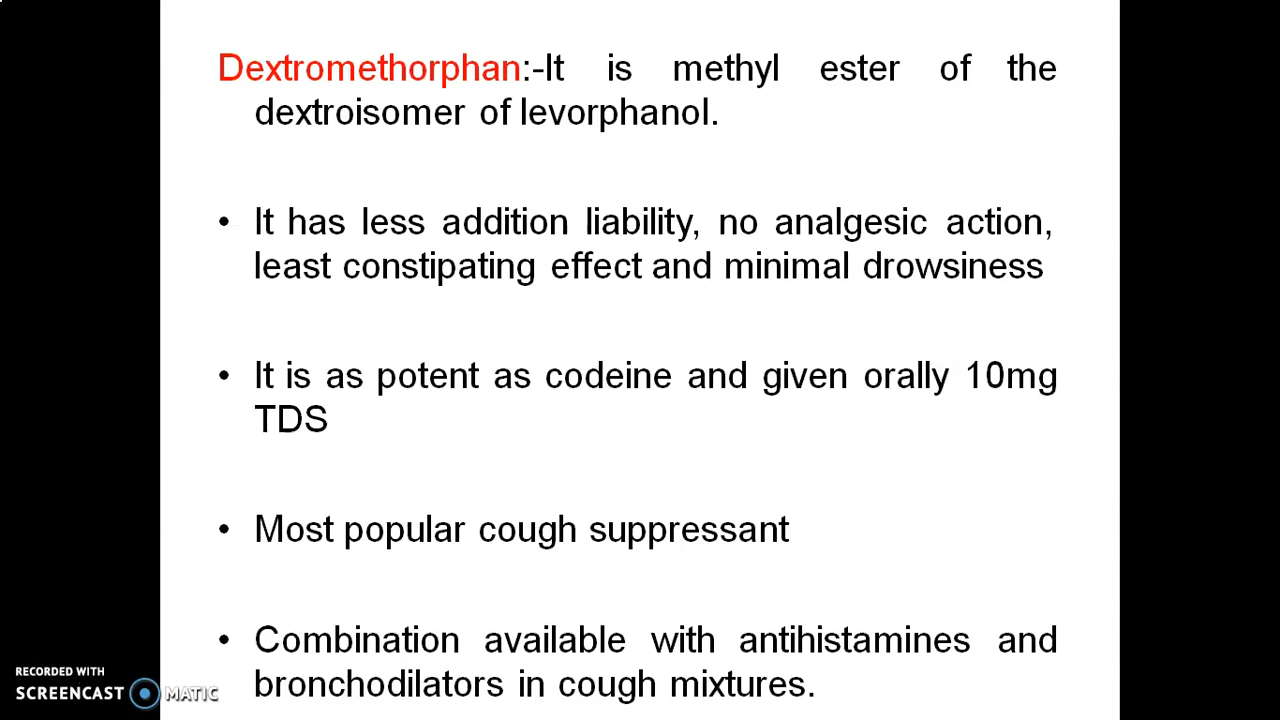 Dextromethorphan:-It is methyl ester of the
dextroisomer of levorphanol.
• It has less addition liability, no analgesic action,
least constipating effect and minimal drowsiness
• It is as potent as codeine and given orally 10mg
TDS
• Most popular cough suppressant
• Combination available with antihistamines and
bronchodilators in cough mixtures.
RECORDED WITH
SCREENCAST MATIC